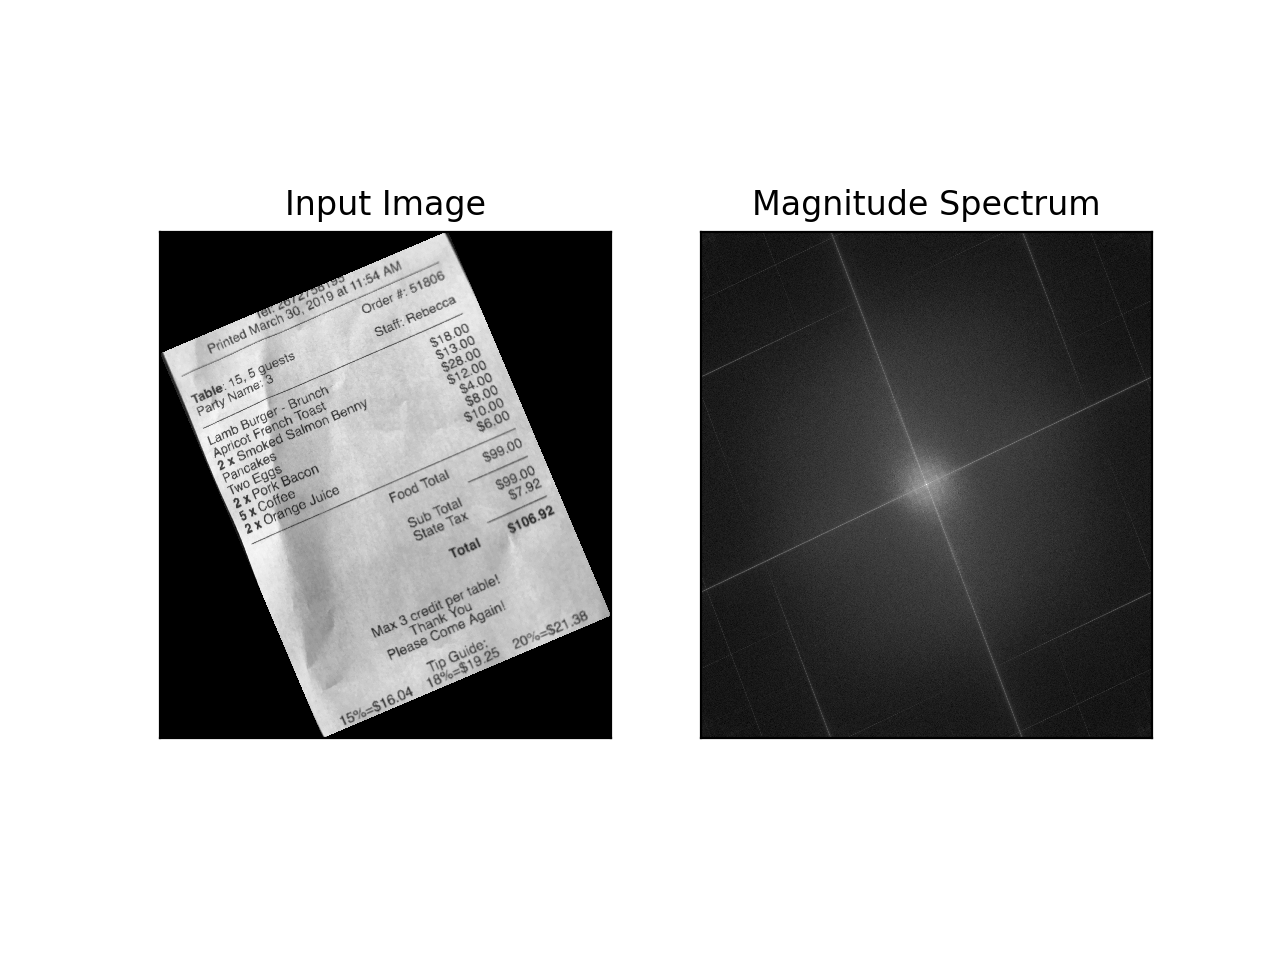 Input Image
Magnitude Spectrum
Tel: 2672758195
Printed March 30, 2019 at 11:54 AM
Order #: 51806
Table: 15, 5 guests
Staff: Rebecca
Party Name: 3
Lamb Burger - Brunch $18.00
Apricot French Toast $13.00
2 x Smoked Salmon Benny $28.00
Pancakes $12.00
Two Eggs $4.00
2 x Pork Bacon $8.00
5 x Coffee $10.00
2 x Orange Juice $6.00
Food Total $99.00
Sub Total $99.00
State Tax $7.92
Total $106.92
Max 3 credit per table!
Thank You
Please Come Again!
Tip Guide:
15%=$16.04 18%=$19.25 20%=$21.38